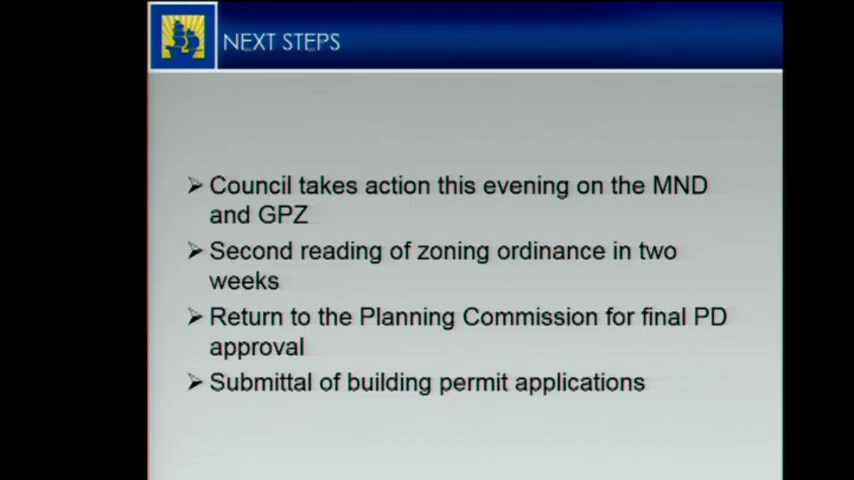 NEXT STEPS
Council takes action this evening on the MND
and GPZ
Second reading of zoning ordinance in two
weeks
Return to the Planning Commission for final PD
approval
Submittal of building permit applications